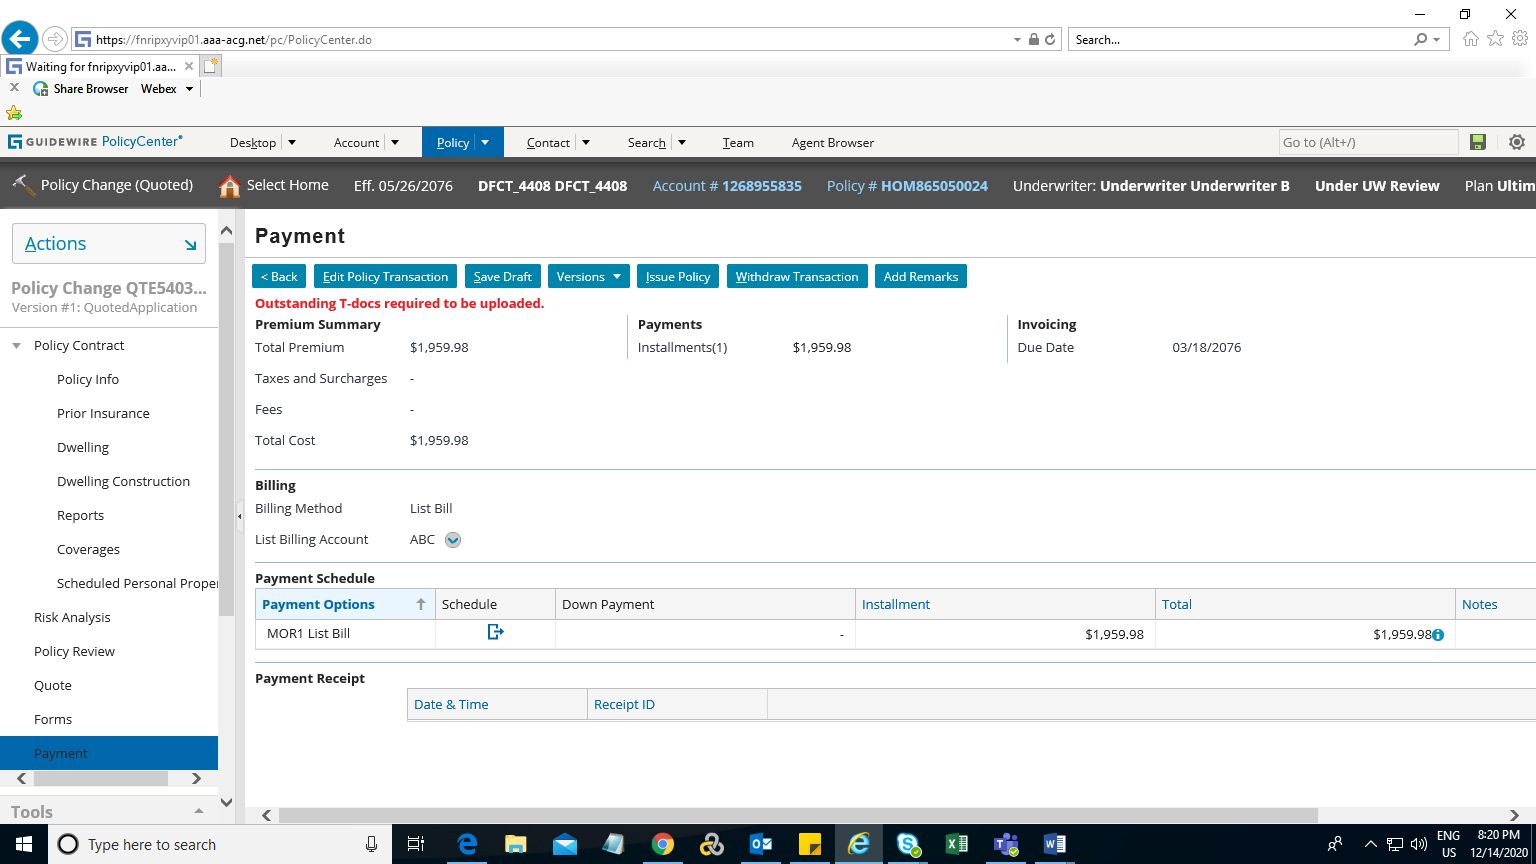 https://fnripxyvip01.aaa-acg.net/pc/PolicyCenter.do
Search...
Waiting for fnripxyvip01.aa...
x Share Browser Webex
GUIDEWIRE PolicyCenter®
Desktop Account Policy Contact Search Team Agent Browser
Go to (Alt+/)
Policy Change (Quoted) Select Home Eff. 05/26/2076 DFCT_4408 DFCT_4408 Account # 1268955835 Policy # HOM865050024 Underwriter: Underwriter Underwriter B Under UW Review Plan Ultim
Actions
Policy Change QTE5403...
Version #1: QuotedApplication
Policy Contract
Policy Info
Prior Insurance
Dwelling
Dwelling Construction
Reports
Coverages
Scheduled Personal Proper
Risk Analysis
Policy Review
Quote
Forms
Payment
Tools
Payment
< Back Edit Policy Transaction Save Draft Versions Issue Policy Withdraw Transaction Add Remarks
Outstanding T-docs required to be uploaded.
Premium Summary
Total Premium $1,959.98
Taxes and Surcharges -
Fees -
Total Cost $1,959.98
Payments
Installments(1) $1,959.98
Invoicing
Due Date 03/18/2076
Billing
Billing Method List Bill
List Billing Account ABC
Payment Schedule
Payment Options Schedule Down Payment Installment Total Notes
MOR1 List Bill - $1,959.98 $1,959.98
Payment Receipt
Date & Time Receipt ID
Type here to search
ENG
US
8:20 PM
12/14/2020